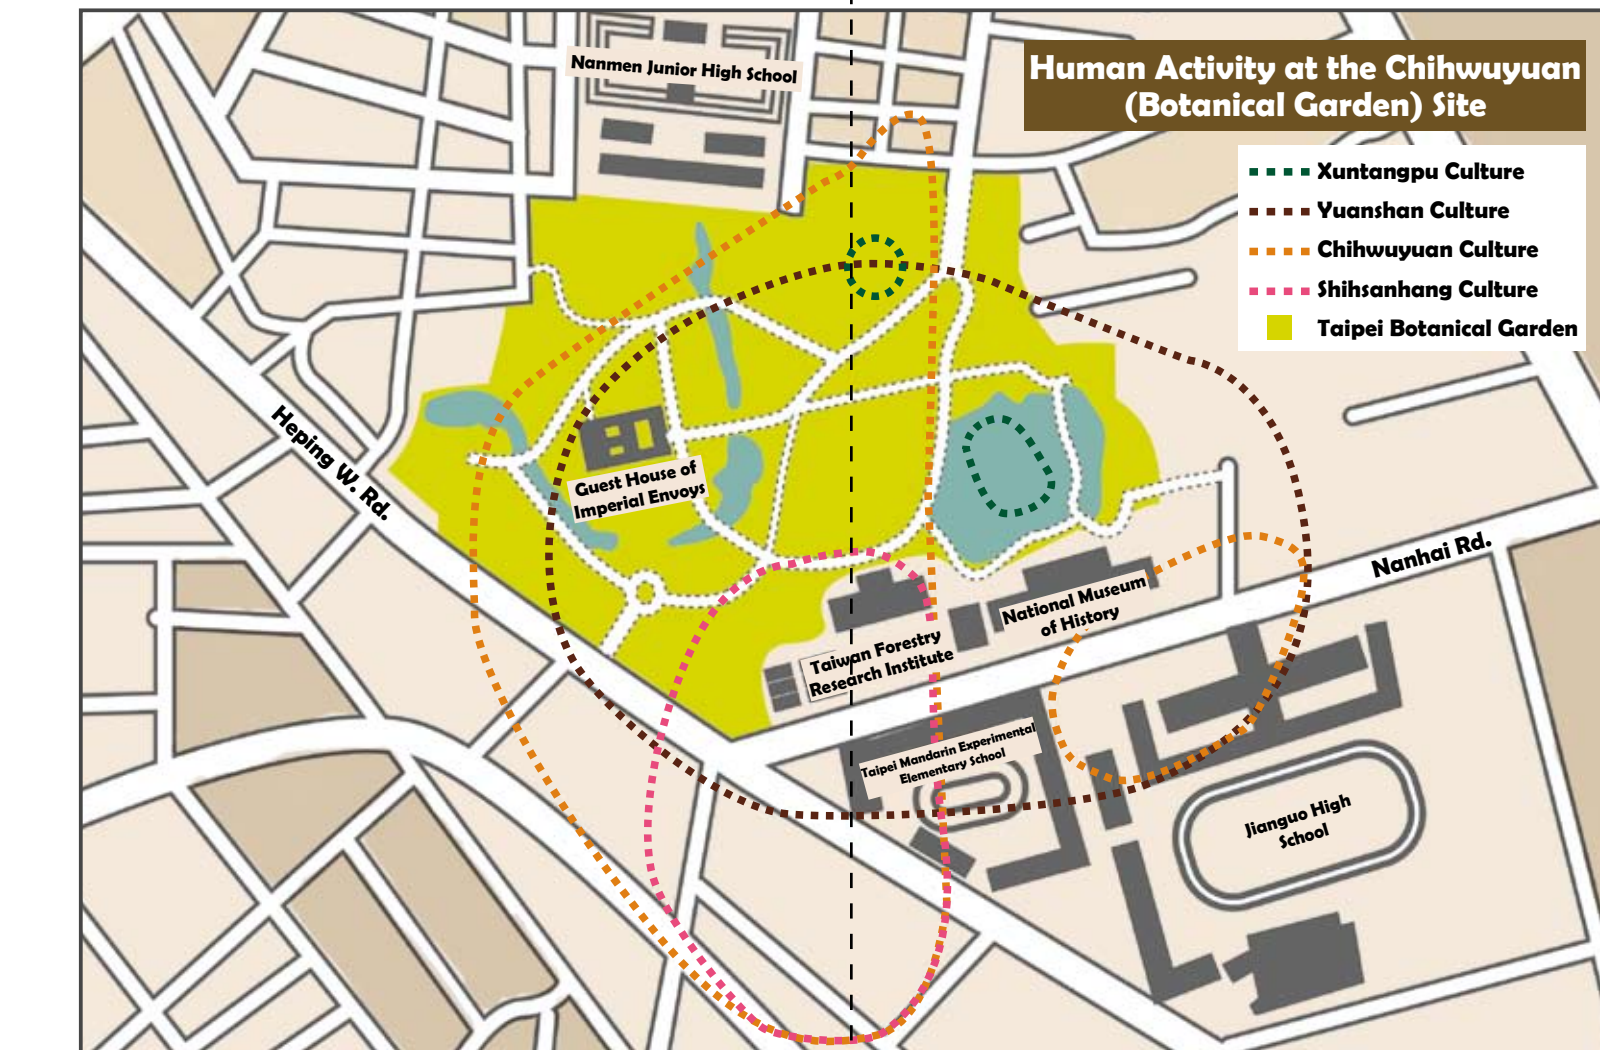 Nanmen Junior High School
Human Activity at the Chihwuyuan
(Botanical Garden) Site
Xuntangpu Culture
Yuanshan Culture
Chihwuyuan Culture
Shihsanhang Culture
Taipei Botanical Garden
Heping W. Rd.
Guest House of
Imperial Envoys
Nanhai Rd.
National Museum
of History
Taiwan Forestry
Research Institute
Taipei Mandarin Experimental
Elementary School
Jianguo High
School